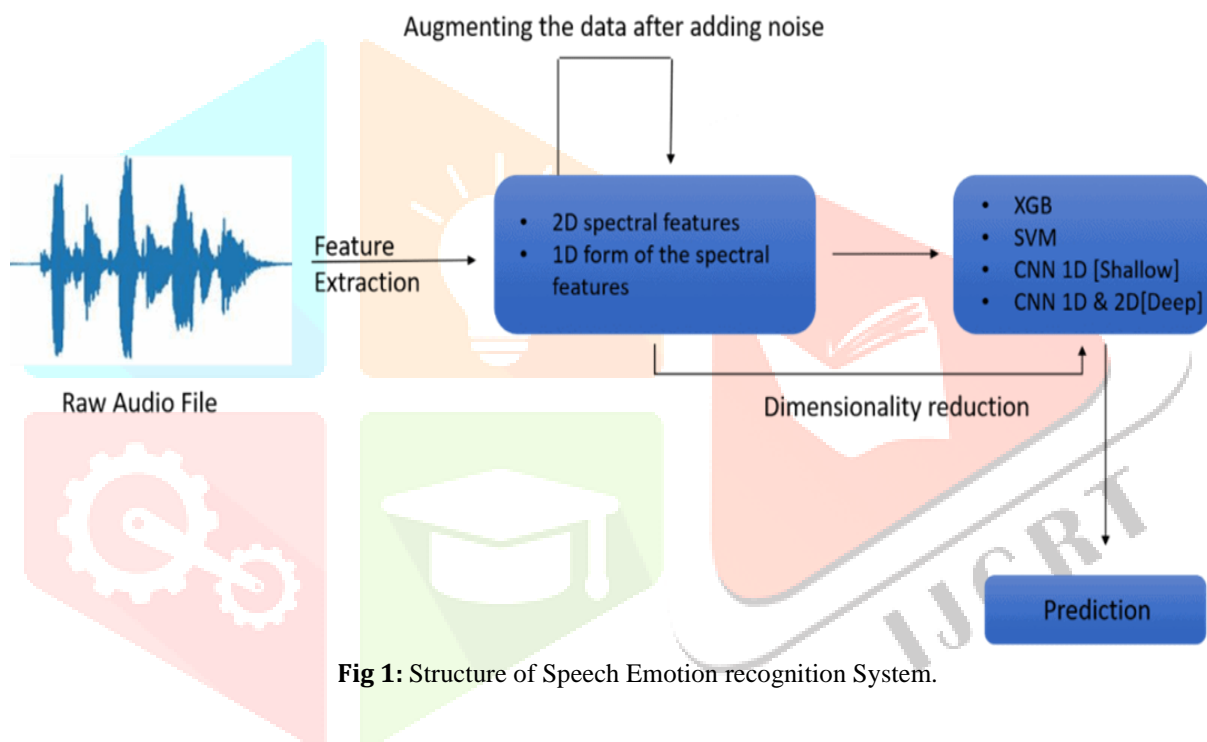 Augmenting the data after adding noise
Feature
Extraction
Raw Audio File
• 2D spectral features
• 1D form of the spectral
features
• XGB
• SVM
• CNN 1D [Shallow]
• CNN 1D & 2D[Deep]
Dimensionality reduction
Prediction
IJCRT
Fig 1: Structure of Speech Emotion recognition System.